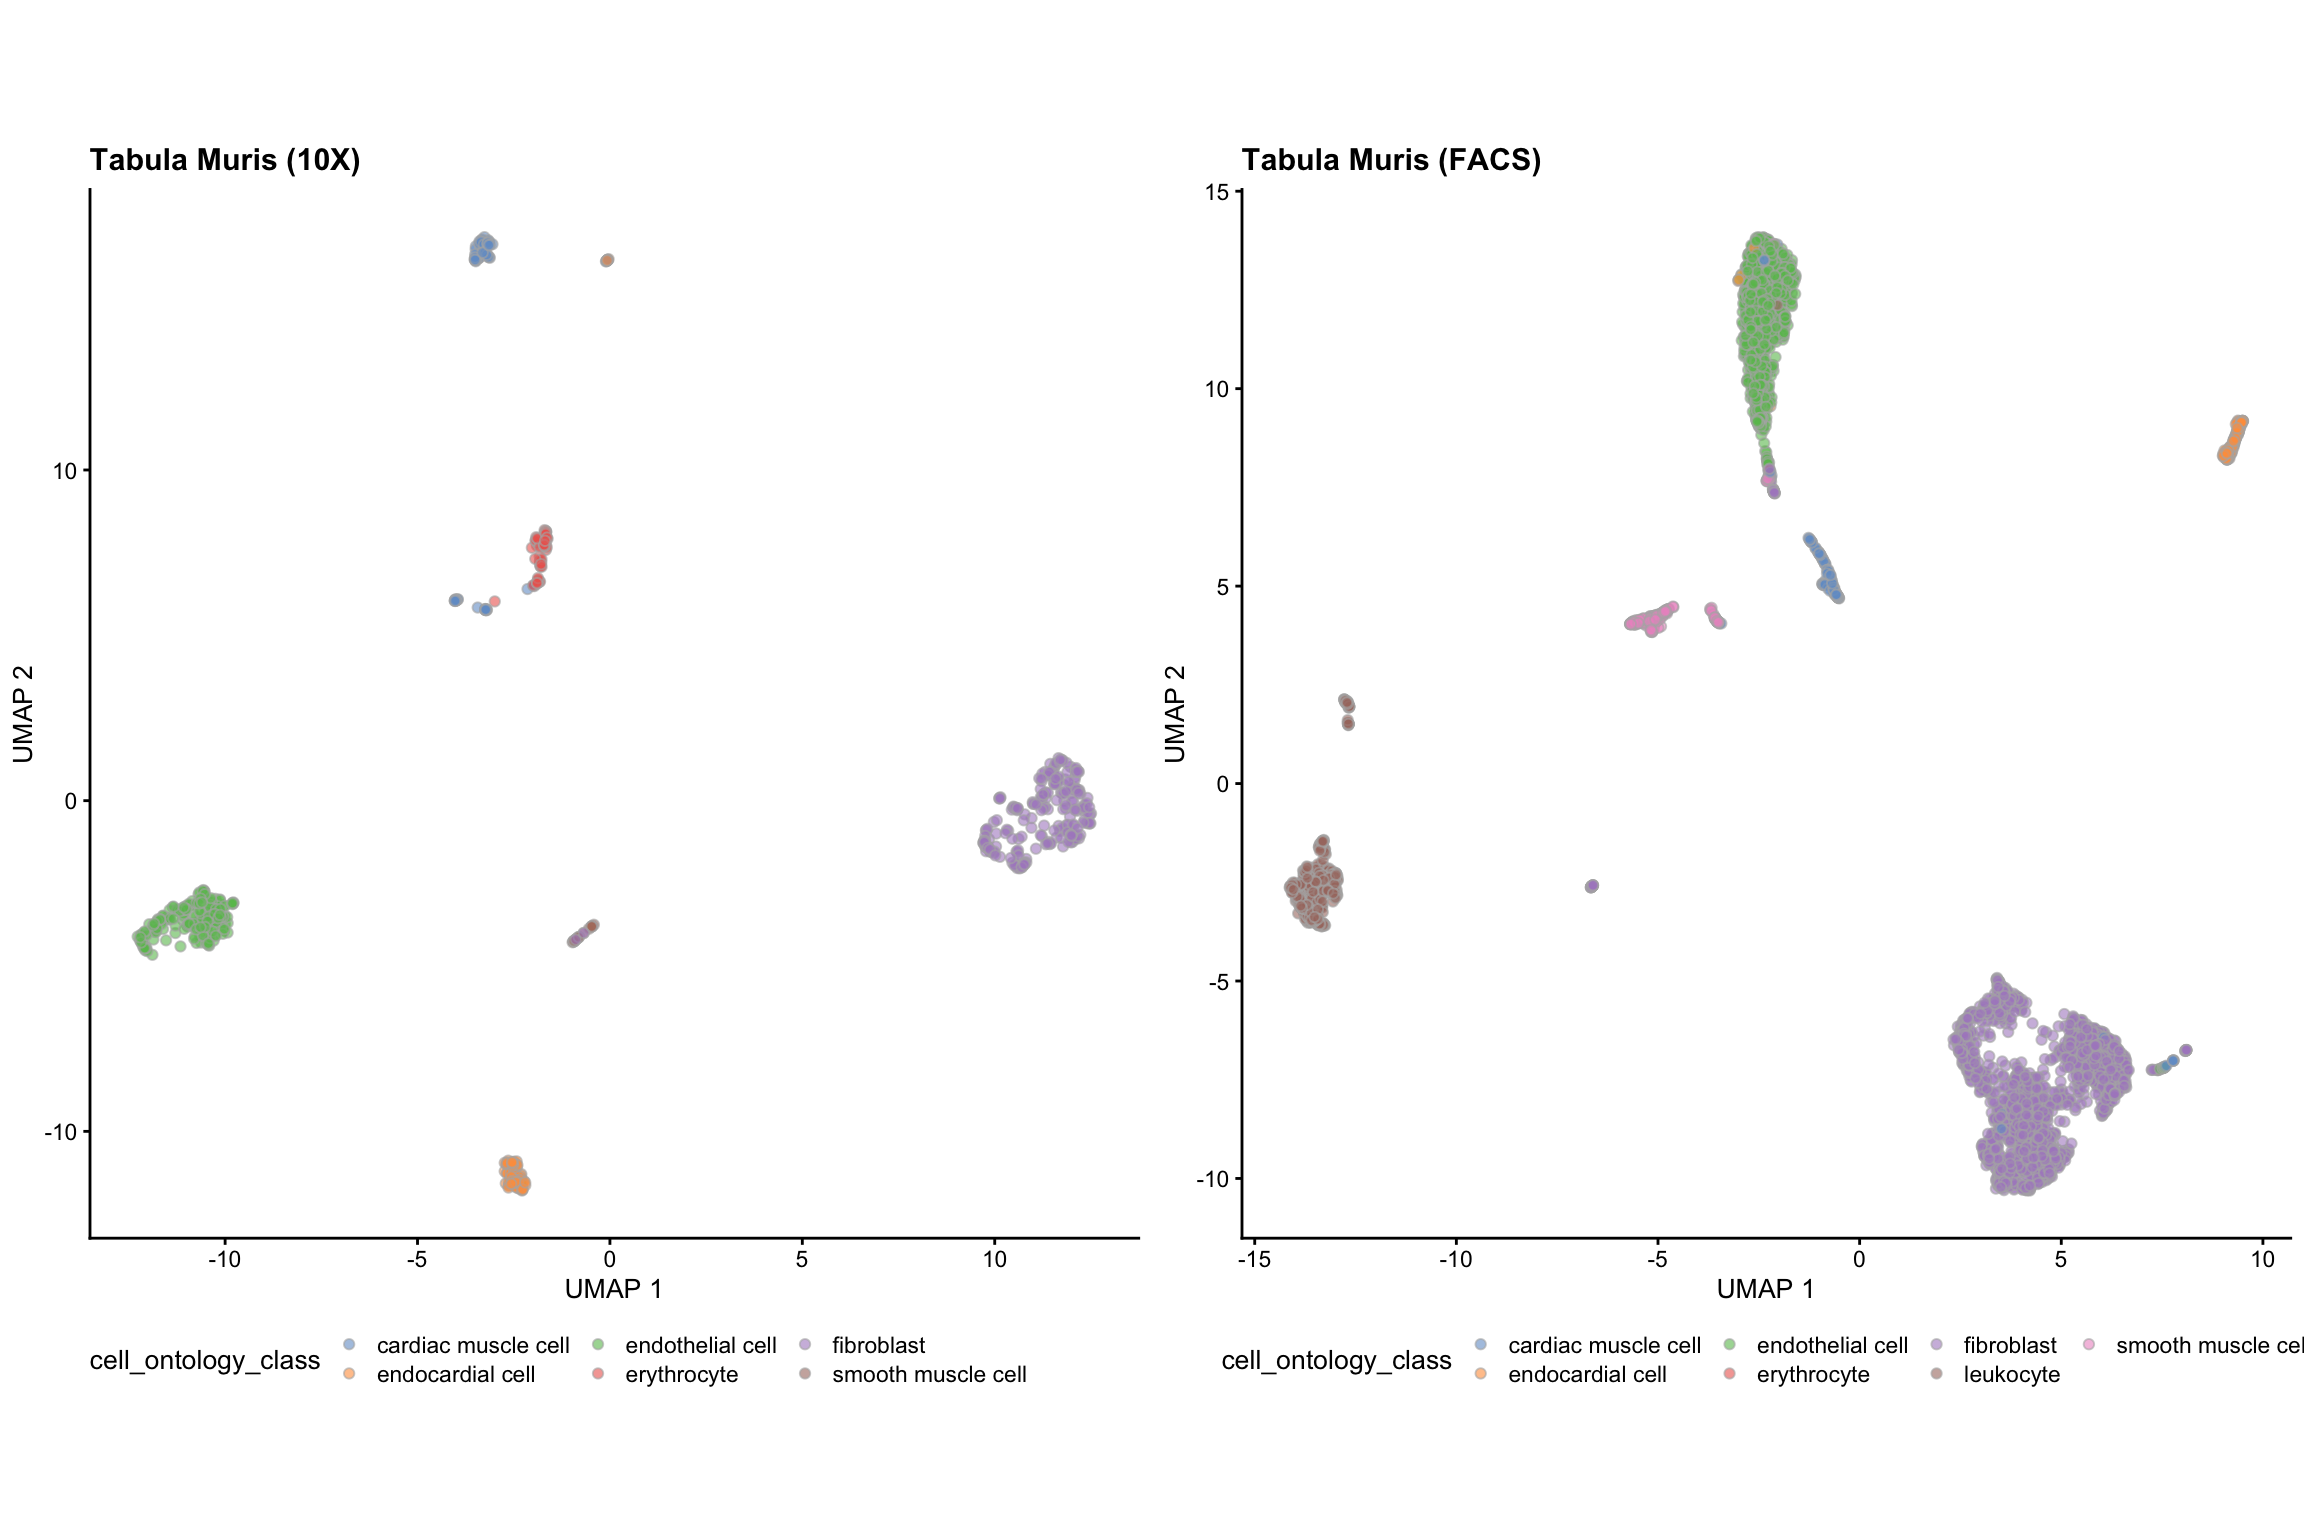 Tabula Muris (10X)
10
0
-10
UMAP 2
-10 -5 0 5 10
UMAP 1
cell_ontology_class
cardiac muscle cell endothelial cell fibroblast
endocardial cell erythrocyte smooth muscle cell
Tabula Muris (FACS)
15
10
5
0
-5
-10
UMAP 2
-15 -10 -5 0 5 10
UMAP 1
cell_ontology_class
cardiac muscle cell endothelial cell fibroblast smooth muscle cel
endocardial cell erythrocyte leukocyte